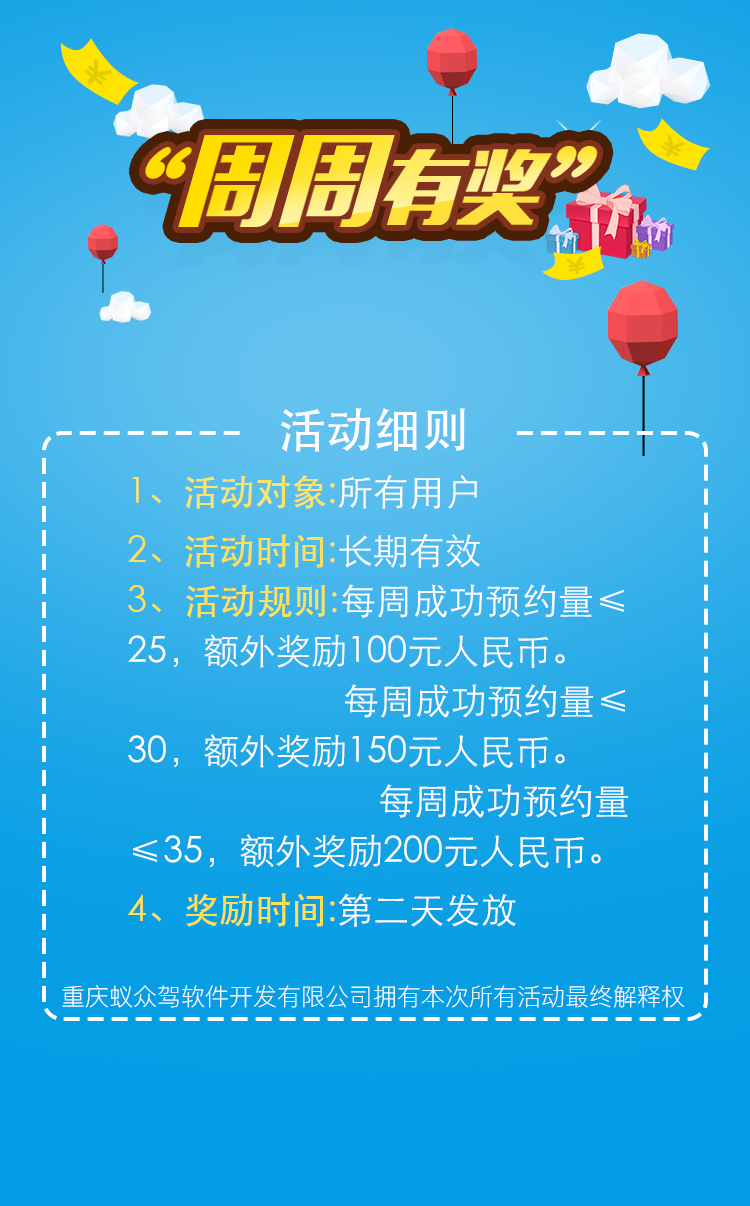 “周周有奖”
活动细则
1、活动对象:所有用户
2、活动时间:长期有效
3、活动规则:每周成功预约量≤
25，额外奖励100元人民币。
每周成功预约量≤
30，额外奖励150元人民币。
每周成功预约量
≤35，额外奖励200元人民币。
4、奖励时间:第二天发放
重庆蚁众驾软件开发有限公司拥有本次所有活动最终解释权